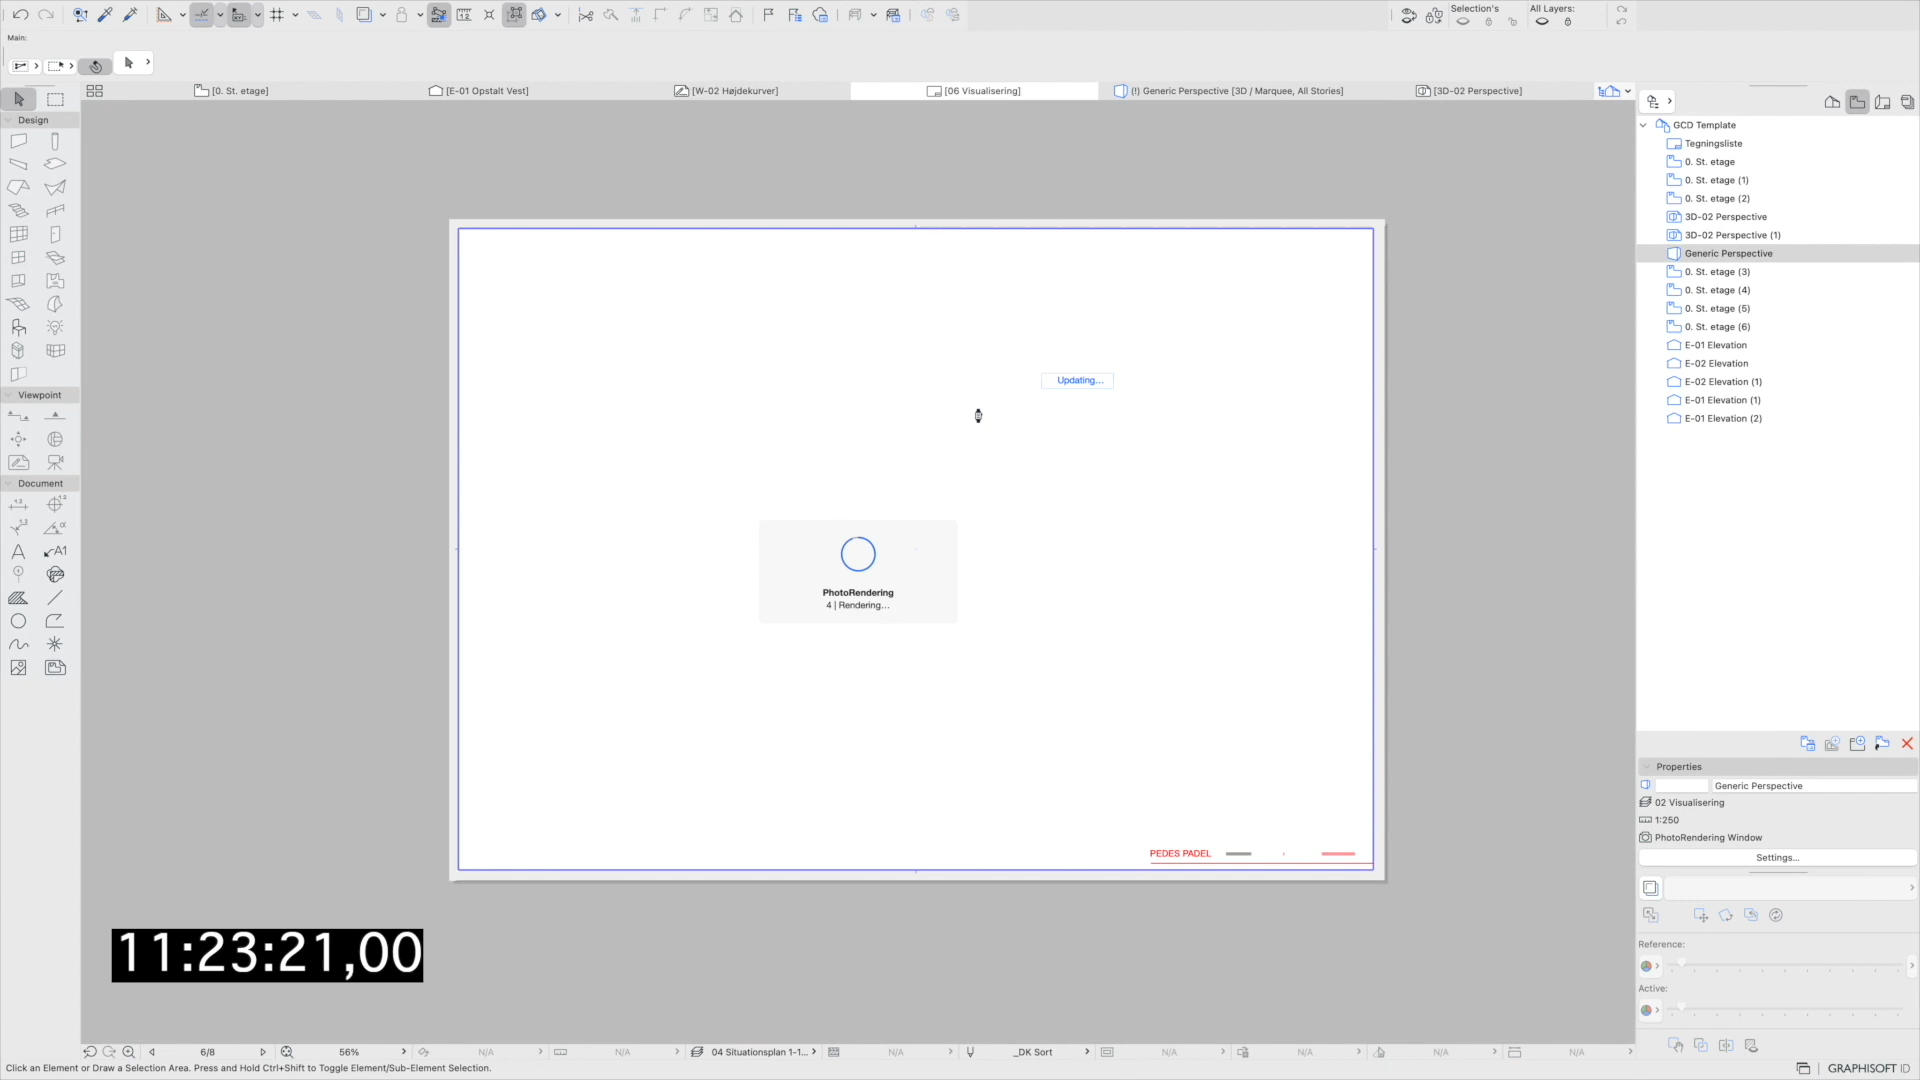 Selection's
All Layers:
Main:
[0. St. etage]
[E-01 Opstalt Vest]
[W-02 Højdekurver]
[06 Visualisering]
(!) Generic Perspective [3D / Marquee, All Stories]
[3D-02 Perspective]
Design
Viewpoint
Document
GCD Template
Tegningsliste
0. St. etage
0. St. etage (1)
0. St. etage (2)
3D-02 Perspective
3D-02 Perspective (1)
Generic Perspective
0. St. etage (3)
0. St. etage (4)
0. St. etage (5)
0. St. etage (6)
E-01 Elevation
E-02 Elevation
E-02 Elevation (1)
E-01 Elevation (1)
E-01 Elevation (2)
Updating...
PhotoRendering
4 | Rendering...
PEDES PADEL
11:23:21,00
Properties
Generic Perspective
02 Visualisering
1:250
PhotoRendering Window
Settings...
Reference:
Active:
6/8
56%
N/A
N/A
04 Situationsplan 1-1...
N/A
_DK Sort
N/A
N/A
N/A
N/A
Click an Element or Draw a Selection Area. Press and Hold Ctrl+Shift to Toggle Element/Sub-Element Selection.
GRAPHISOFT ID